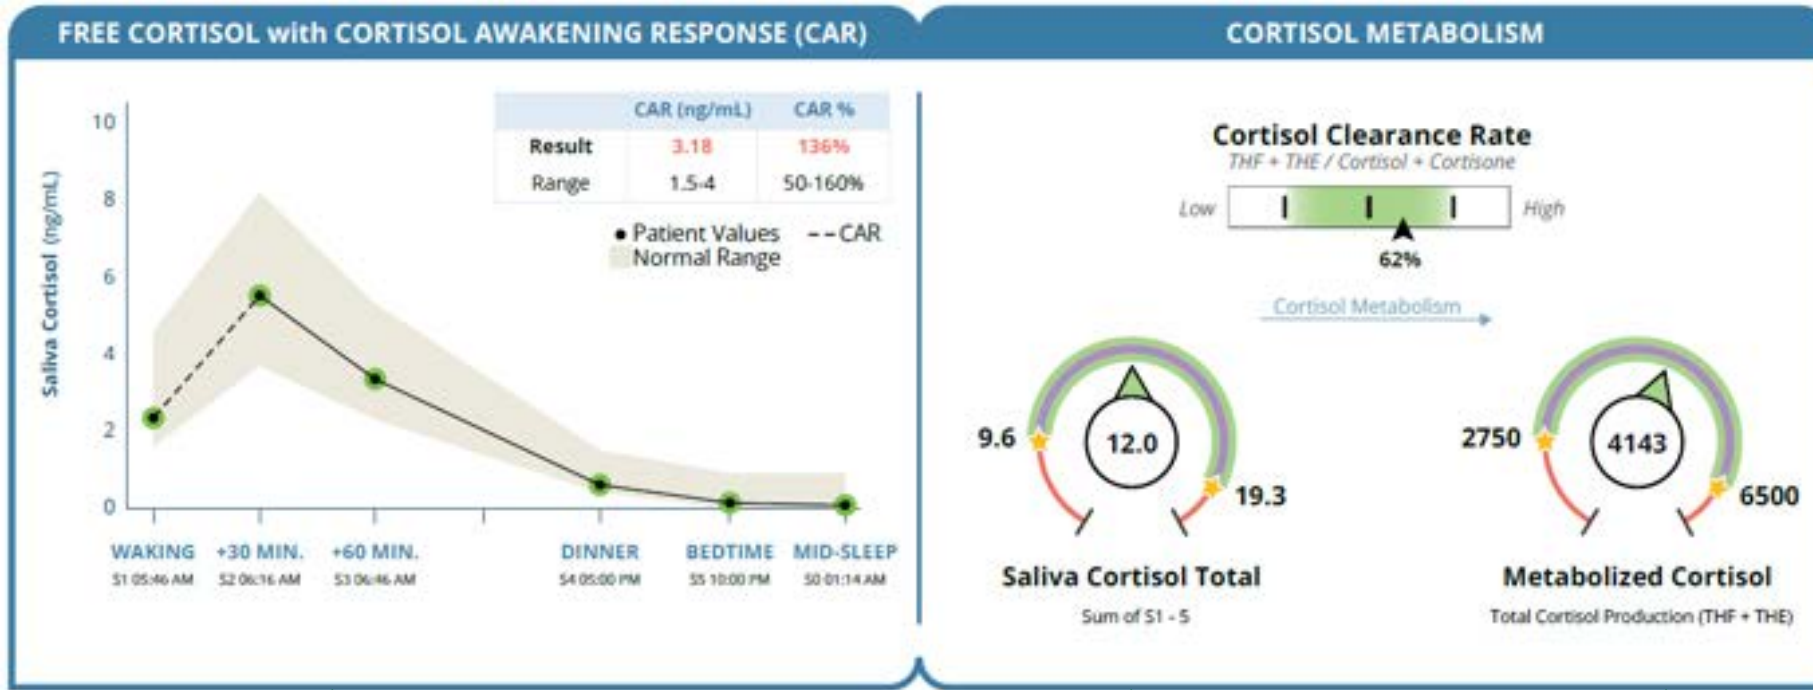 FREE CORTISOL with CORTISOL AWAKENING RESPONSE (CAR)
Saliva Cortisol (ng/mL)
10
8
6
4
2
0
CAR (ng/mL) CAR %
Result 3.18 136%
Range 1.5-4 50-160%
Patient Values --CAR
Normal Range
WAKING +30 MIN. +60 MIN. DINNER BEDTIME MID-SLEEP
S1 05:46 AM S2 06:16 AM S3 06:46 AM S4 05:00 PM S5 10:00 PM S0 01:14 AM
CORTISOL METABOLISM
Cortisol Clearance Rate
THF + THE / Cortisol + Cortisone
Low High
62%
Cortisol Metabolism
9.6 12.0 19.3
Saliva Cortisol Total
Sum of S1 - 5
2750 4143 6500
Metabolized Cortisol
Total Cortisol Production (THF + THE)